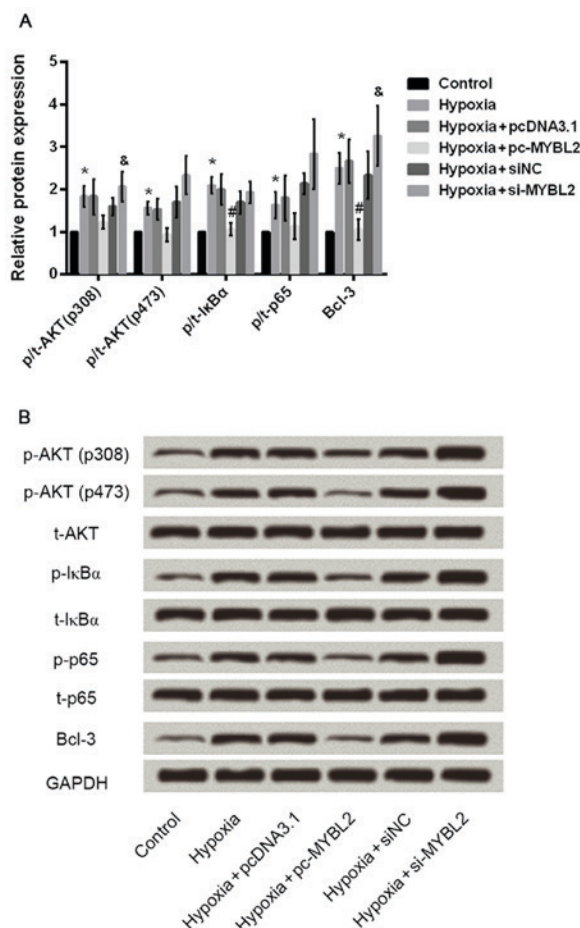 A
Relative protein expression
5
4
3
2
1
0
*
&
*
*
#
*
*
#
&
p/t-AKT(p308)
p/t-AKT(p473)
p/t-IκBα
p/t-p65
Bcl-3
Control
Hypoxia
Hypoxia+pcDNA3.1
Hypoxia+pc-MYBL2
Hypoxia+siNC
Hypoxia+si-MYBL2
B
p-AKT (p308)
p-AKT (p473)
t-AKT
p-IκBα
t-IκBα
p-p65
t-p65
Bcl-3
GAPDH
Control
Hypoxia
Hypoxia+pcDNA3.1
Hypoxia+pc-MYBL2
Hypoxia+siNC
Hypoxia+si-MYBL2